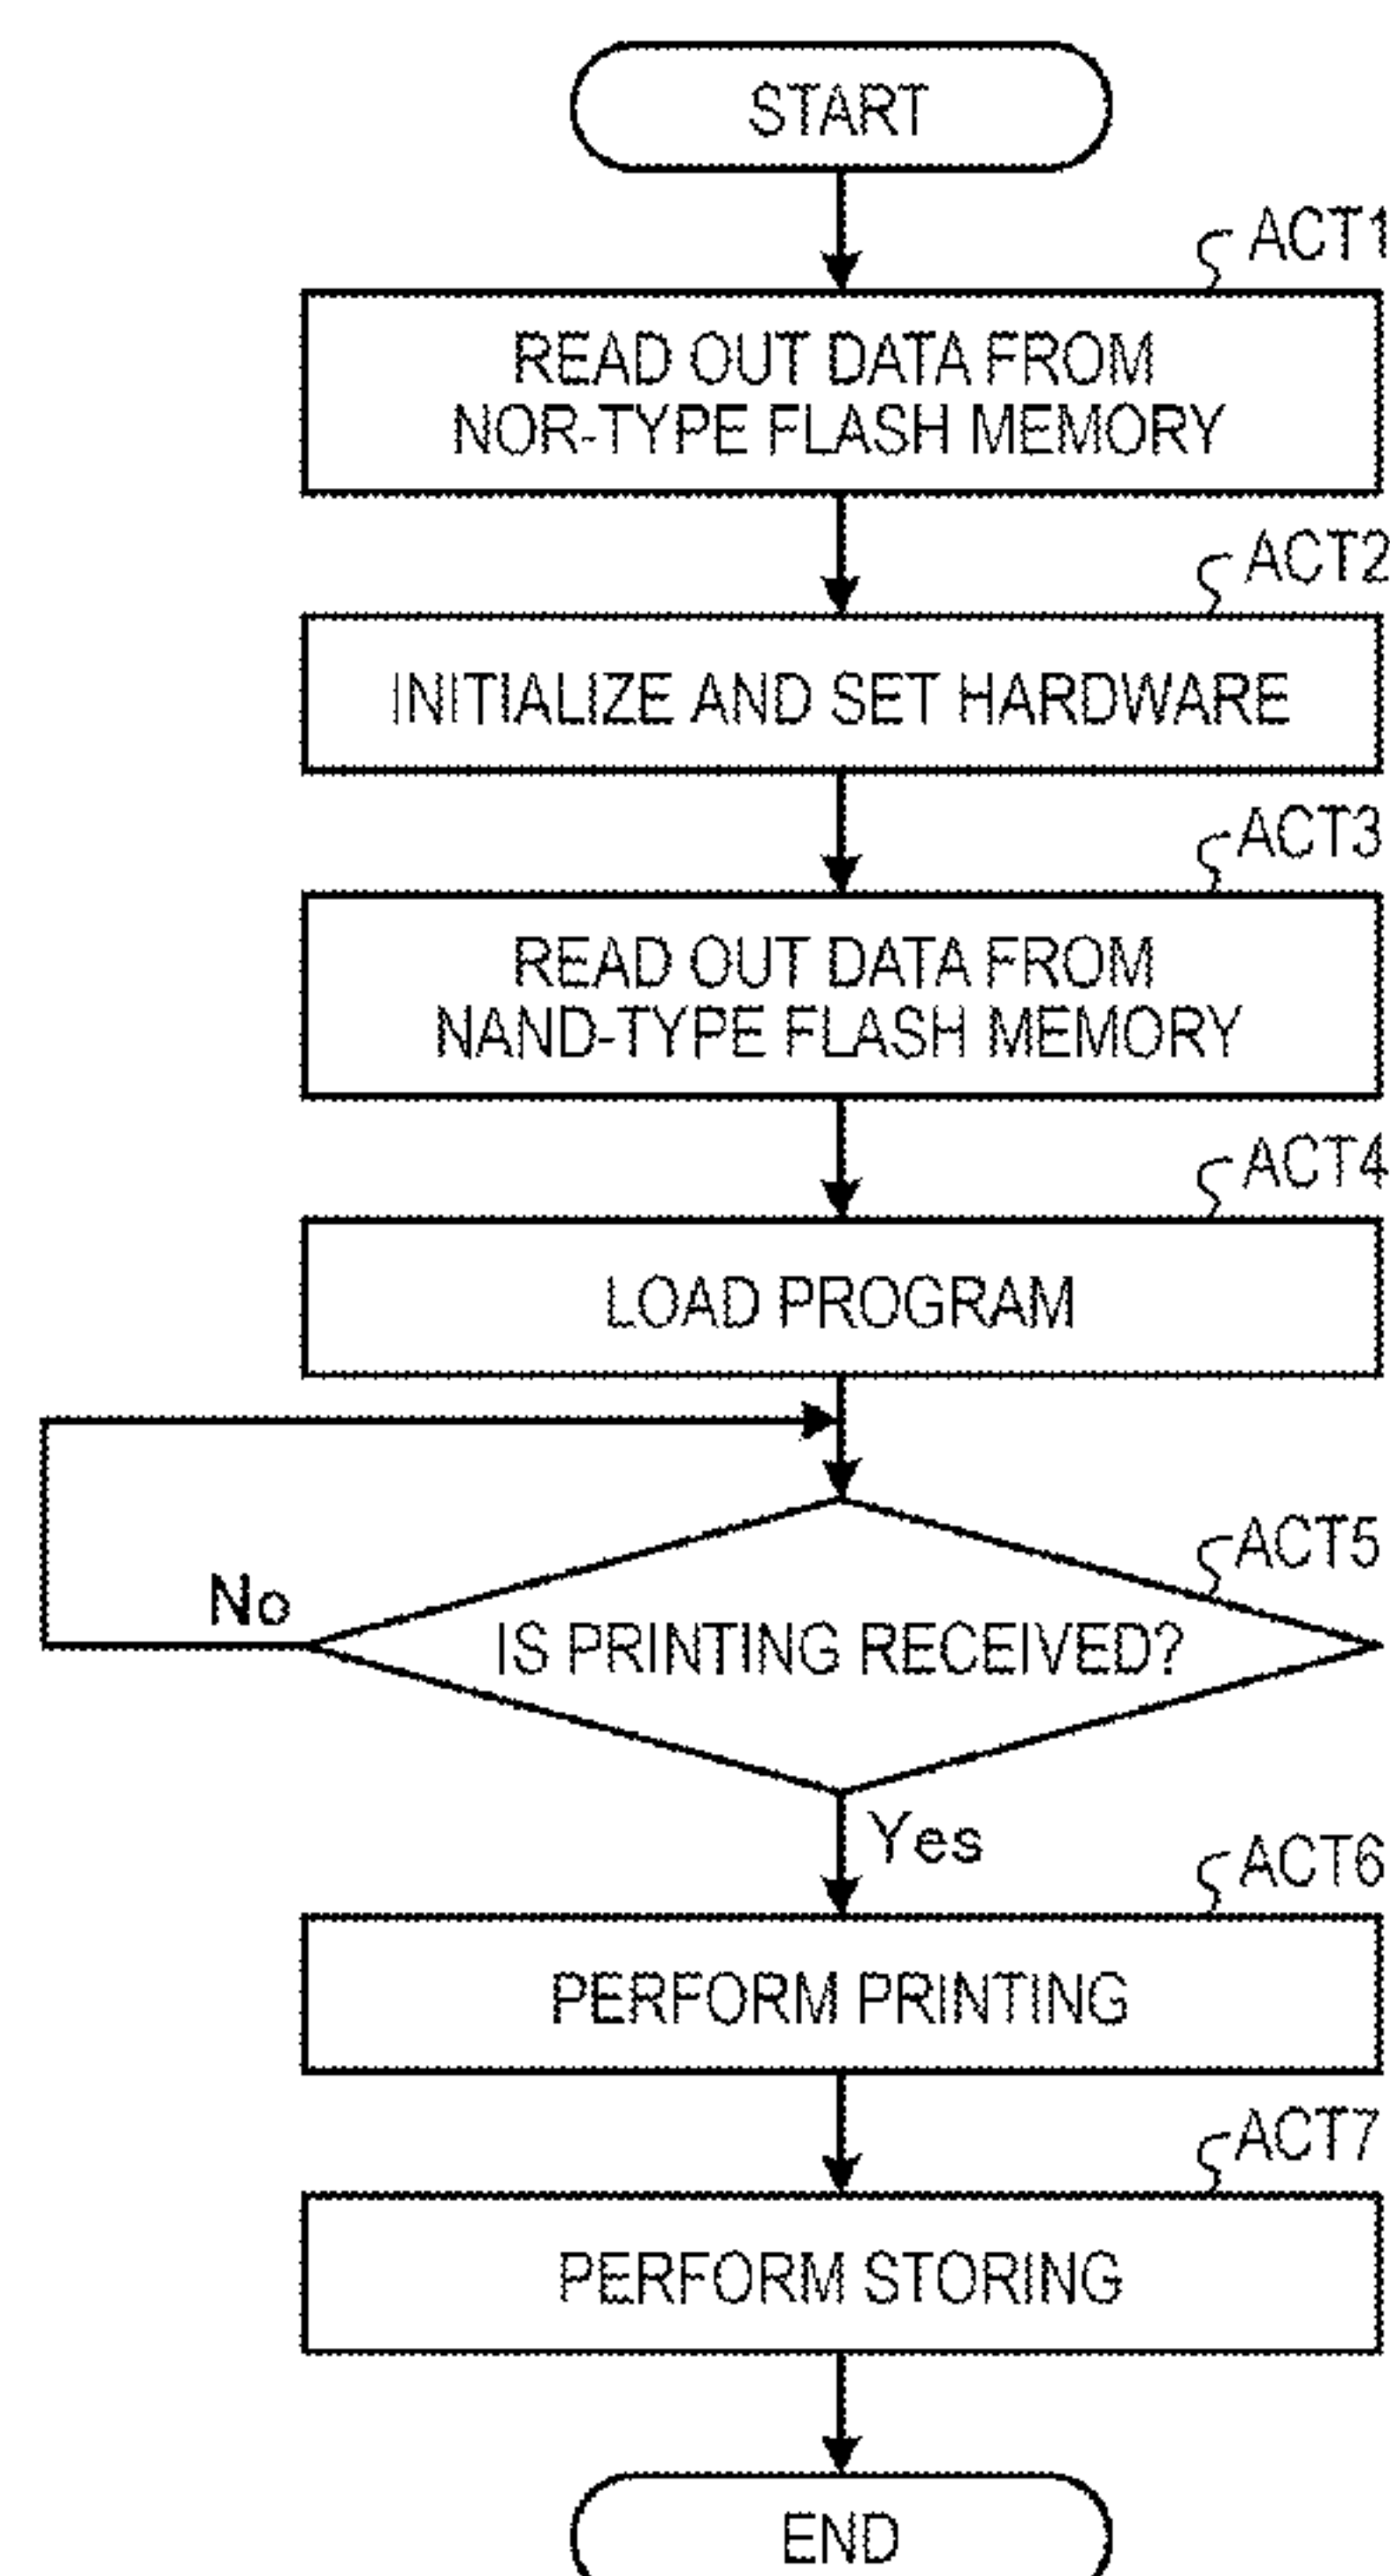 START
ACT1
READ OUT DATA FROM
NOR-TYPE FLASH MEMORY
ACT2
INITIALIZE AND SET HARDWARE
ACT3
READ OUT DATA FROM
NAND-TYPE FLASH MEMORY
ACT4
LOAD PROGRAM
ACT5
No
IS PRINTING RECEIVED?
Yes
ACT6
PERFORM PRINTING
ACT7
PERFORM STORING
END